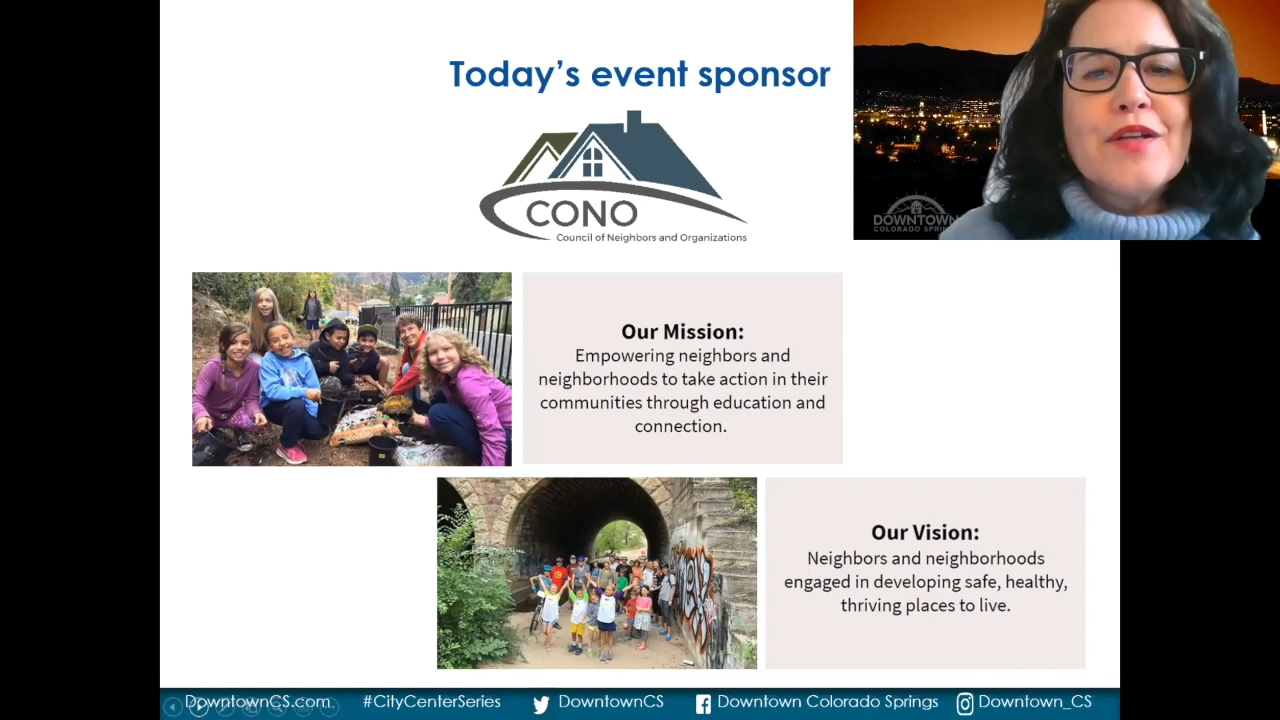 Today's event sponsor
CONO
Council of Neighbors and Organizations
DOWNTOWN
COLORADO
Our Mission:
Empowering neighbors and
neighborhoods to take action in their
communities through education and
connection.
Our Vision:
Neighbors and neighborhoods
engaged in developing safe, healthy,
thriving places to live.
DowntownCS.com
#CityCenterSeries
DowntownCS
Downtown Colorado Springs
Downtown_CS